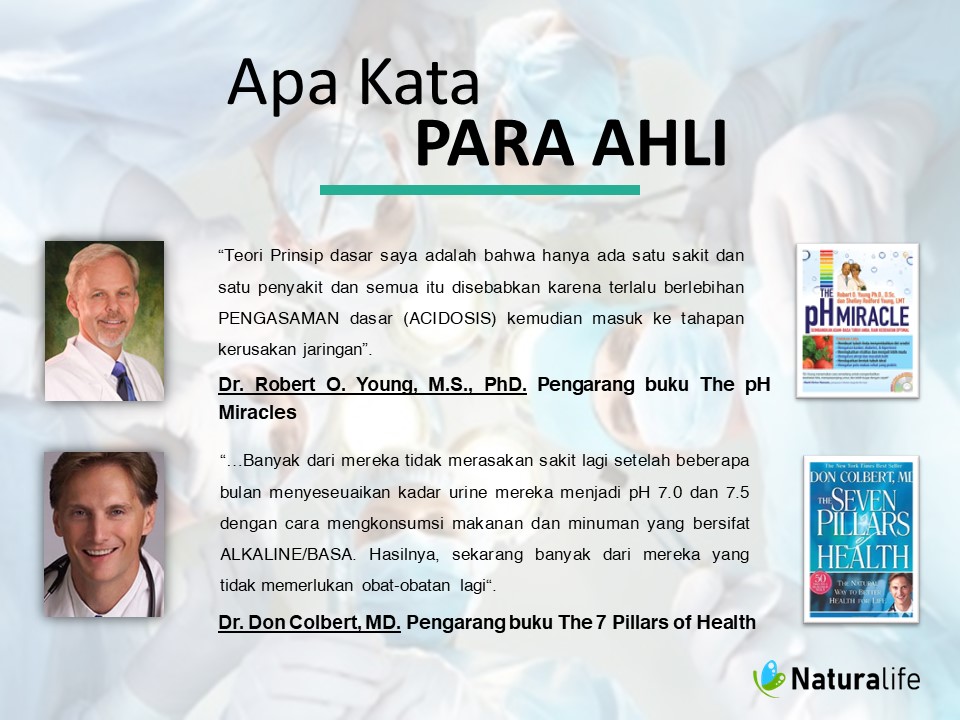 Apa Kata
PARA AHLI
“Teori Prinsip dasar saya adalah bahwa hanya ada satu sakit dan
satu penyakit dan semua itu disebabkan karena terlalu berlebihan
PENGASAMAN dasar (ACIDOSIS) kemudian masuk ke tahapan
kerusakan jaringan”.
Dr. Robert O. Young, M.S., PhD. Pengarang buku The pH
Miracles
THE
pH MIRACLE
“…Banyak dari mereka tidak merasakan sakit lagi setelah beberapa
bulan menyeseuaikan kadar urine mereka menjadi pH 7.0 dan 7.5
dengan cara mengkonsumsi makanan dan minuman yang bersifat
ALKALINE/BASA. Hasilnya, sekarang banyak dari mereka yang
tidak memerlukan obat-obatan lagi“.
Dr. Don Colbert, MD. Pengarang buku The 7 Pillars of Health
The New York Times Best Seller
DON COLBERT, MD
THE SEVEN
PILLARS
of
HEALTH
50
THE NATURAL
WAY TO BETTER
HEALTH FOR LIFE
Naturalife